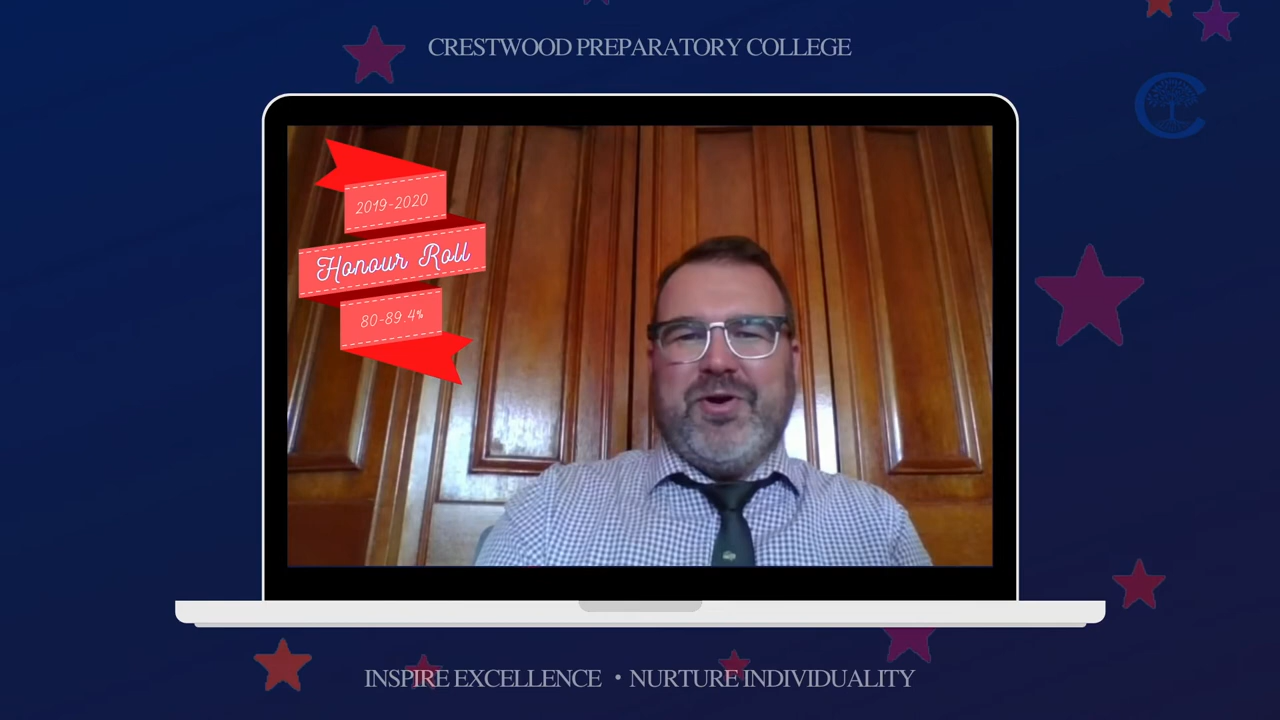 CRESTWOOD PREPARATORY COLLEGE
2019-2020
Honour Roll
80-89.4%
INSPIRE EXCELLENCE • NURTURE INDIVIDUALITY